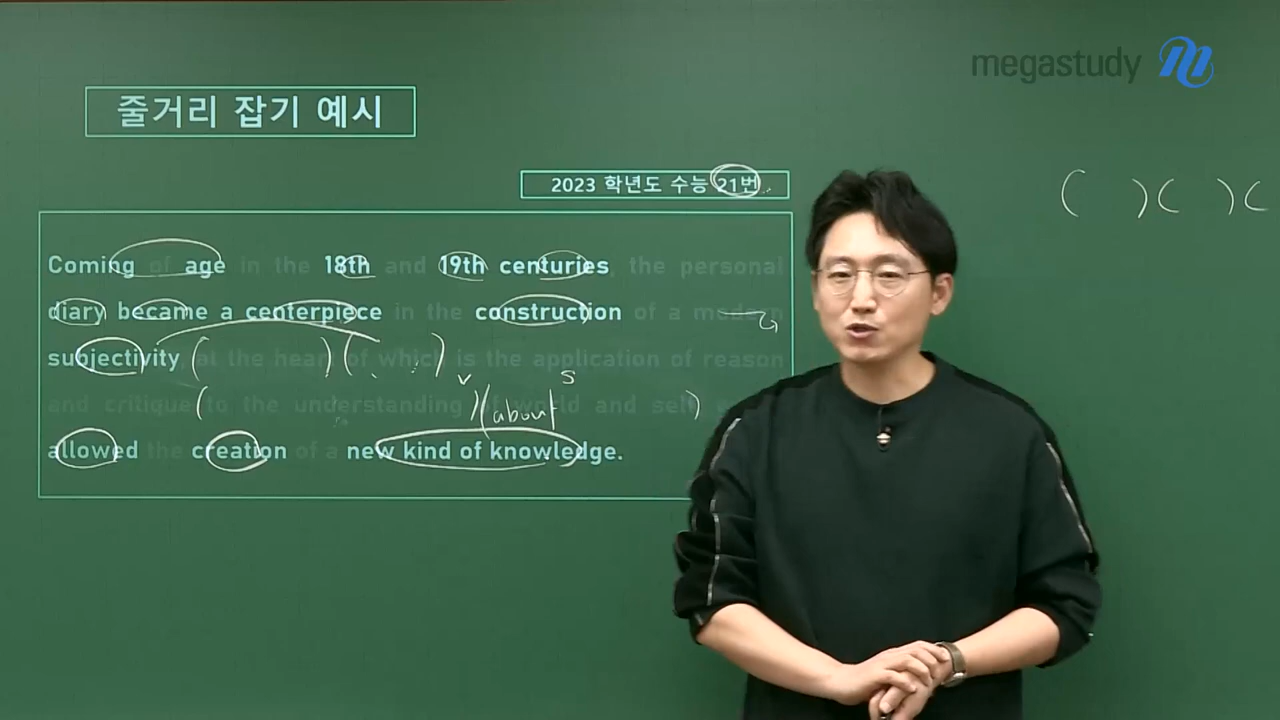 megastudy
줄거리 잡기 예시
2023 학년도 수능 21번
Coming of age in the 18th and 19th centuries the personal
diary became a centerpiece in the construction of a modern
subjectivity at the heart of which is the application of reason
and critique to the understanding of world and self
allowed the creation of a new kind of knowledge.
about
v
s
( ) ( ) (